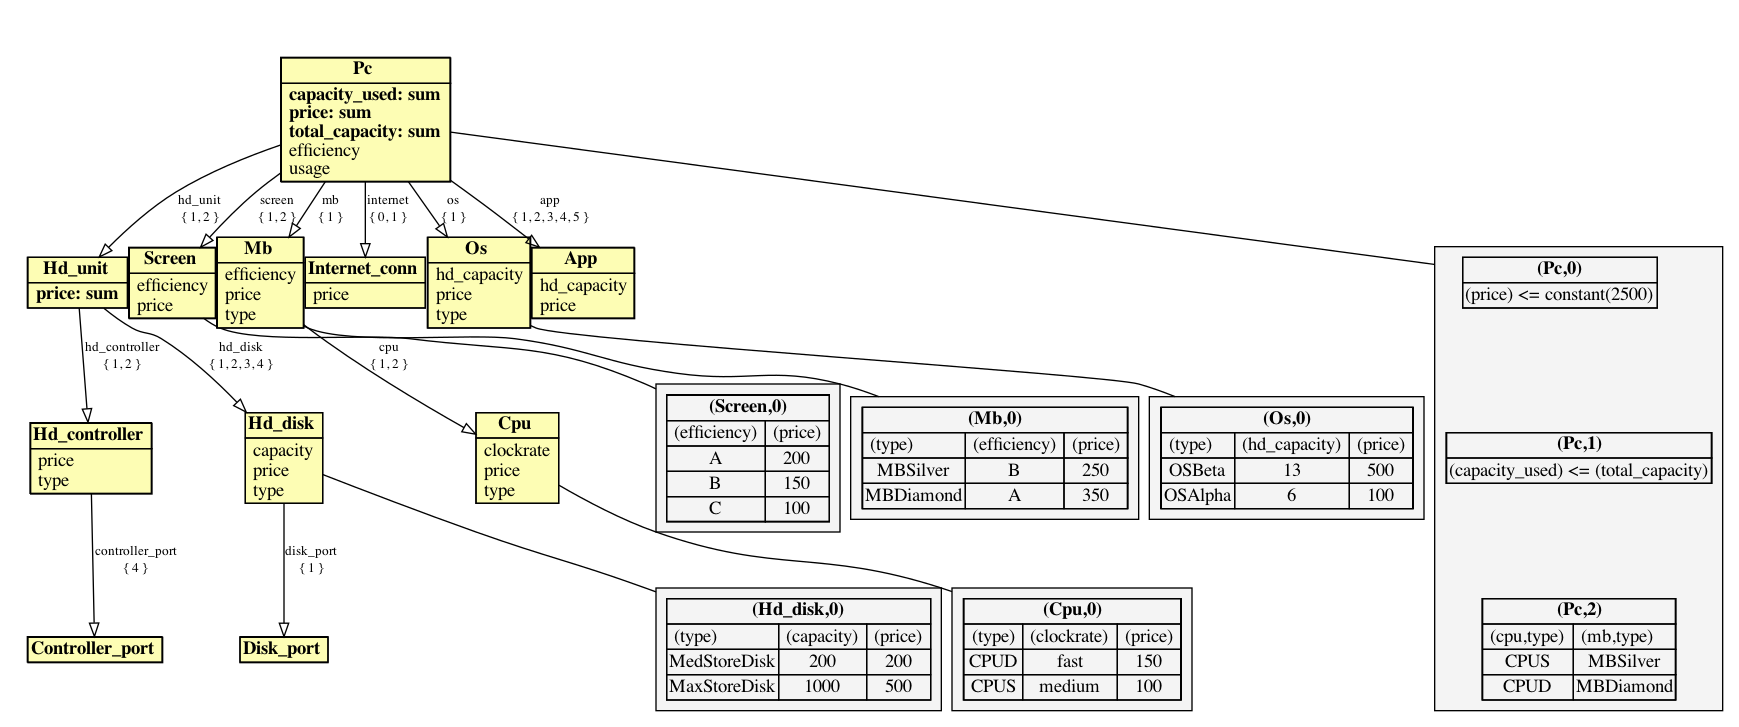 Pc
capacity_used: sum
price: sum
total_capacity: sum
efficiency
usage
hd_unit
{ 1, 2 }
screen
{ 1, 2 }
mb
{ 1 }
internet
{ 0, 1 }
os
{ 1 }
app
{ 1, 2, 3, 4, 5 }
Hd_unit
price: sum
Screen
efficiency
price
Mb
efficiency
price
type
Internet_conn
price
Os
hd_capacity
price
type
App
hd_capacity
price
(Pc,0)
(price) <= constant(2500)
hd_controller
{ 1, 2 }
hd_disk
{ 1, 2, 3, 4 }
cpu
{ 1, 2 }
Hd_controller
price
type
Hd_disk
capacity
price
type
Cpu
clockrate
price
type
(Screen,0)
(efficiency) (price)
A 200
B 150
C 100
(Mb,0)
(type) (efficiency) (price)
MBSilver B 250
MBDiamond A 350
(Os,0)
(type) (hd_capacity) (price)
OSBeta 13 500
OSAlpha 6 100
(Pc,1)
(capacity_used) <= (total_capacity)
controller_port
{ 4 }
disk_port
{ 1 }
Controller_port
Disk_port
(Hd_disk,0)
(type) (capacity) (price)
MedStoreDisk 200 200
MaxStoreDisk 1000 500
(Cpu,0)
(type) (clockrate) (price)
CPUD fast 150
CPUS medium 100
(Pc,2)
(cpu,type) (mb,type)
CPUS MBSilver
CPUD MBDiamond